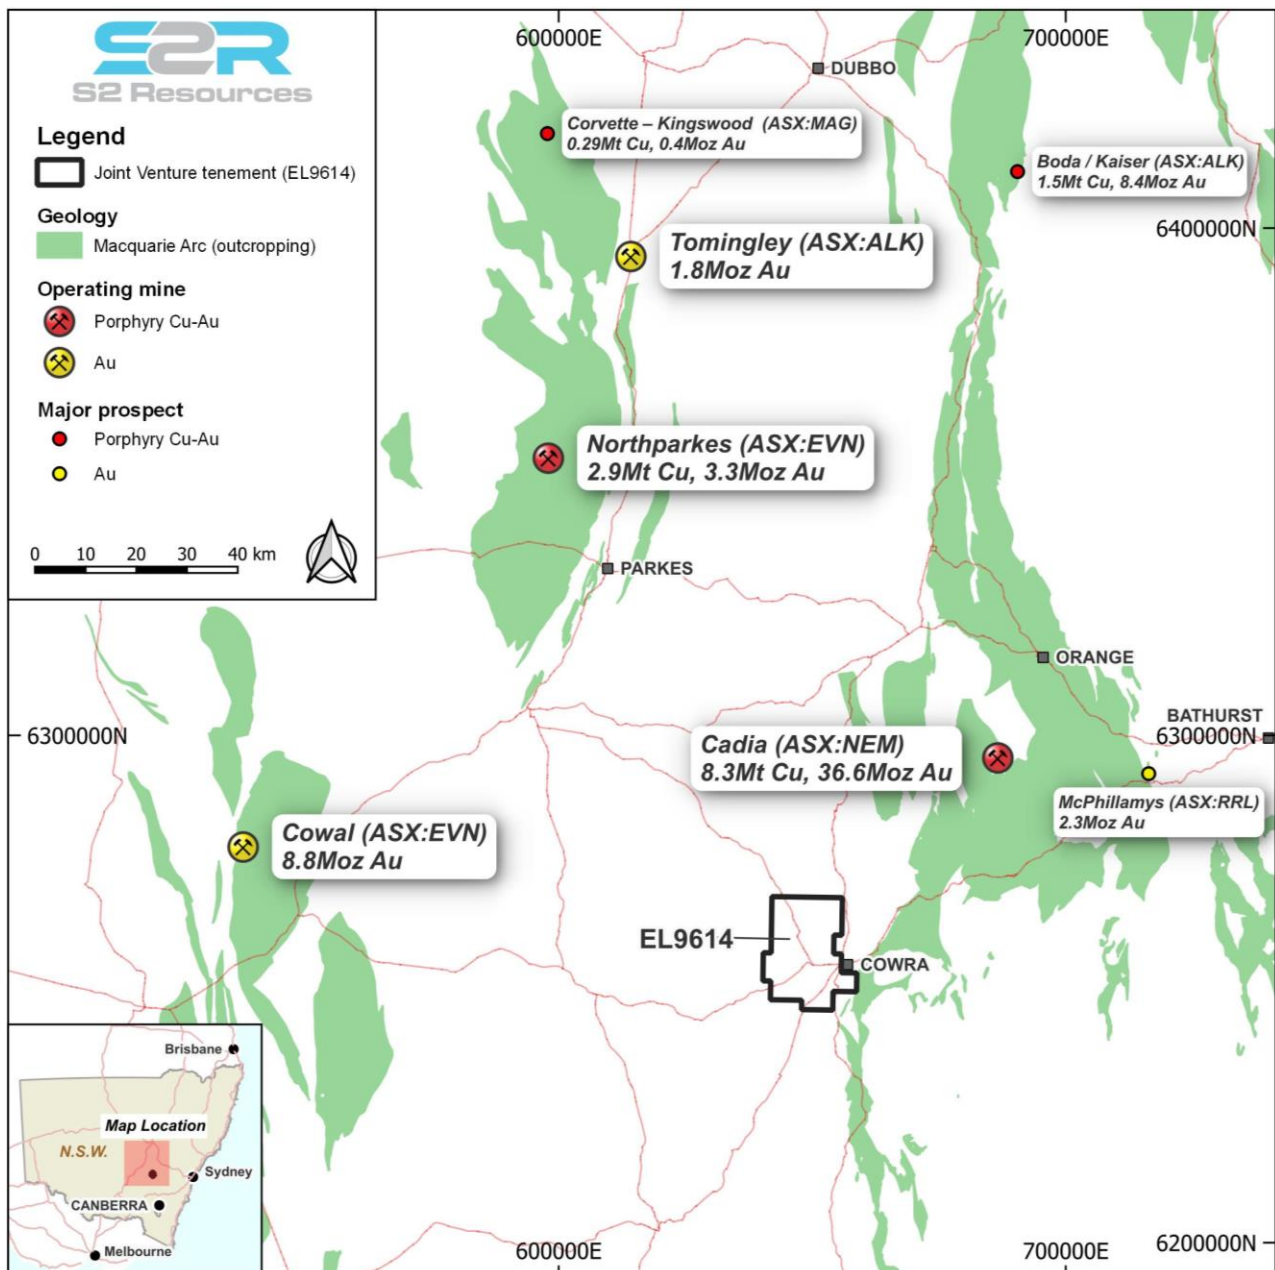 S2R
S2 Resources
Legend
Joint Venture tenement (EL9614)
Geology
Macquarie Arc (outcropping)
Operating mine
Porphyry Cu-Au
Au
Major prospect
Porphyry Cu-Au
Au
0 10 20 30 40 km
600000E
700000E
DUBBO
Corvette – Kingswood (ASX:MAG)
0.29Mt Cu, 0.4Moz Au
Boda / Kaiser (ASX:ALK)
1.5Mt Cu, 8.4Moz Au
6400000N
Tomingley (ASX:ALK)
1.8Moz Au
Northparkes (ASX:EVN)
2.9Mt Cu, 3.3Moz Au
PARKES
ORANGE
BATHURST
6300000N
6300000N
Cadia (ASX:NEM)
8.3Mt Cu, 36.6Moz Au
McPhillamys (ASX:RRL)
2.3Moz Au
Cowal (ASX:EVN)
8.8Moz Au
EL9614
COWRA
Brisbane
Map Location
N.S.W.
Sydney
CANBERRA
Melbourne
600000E
700000E
6200000N